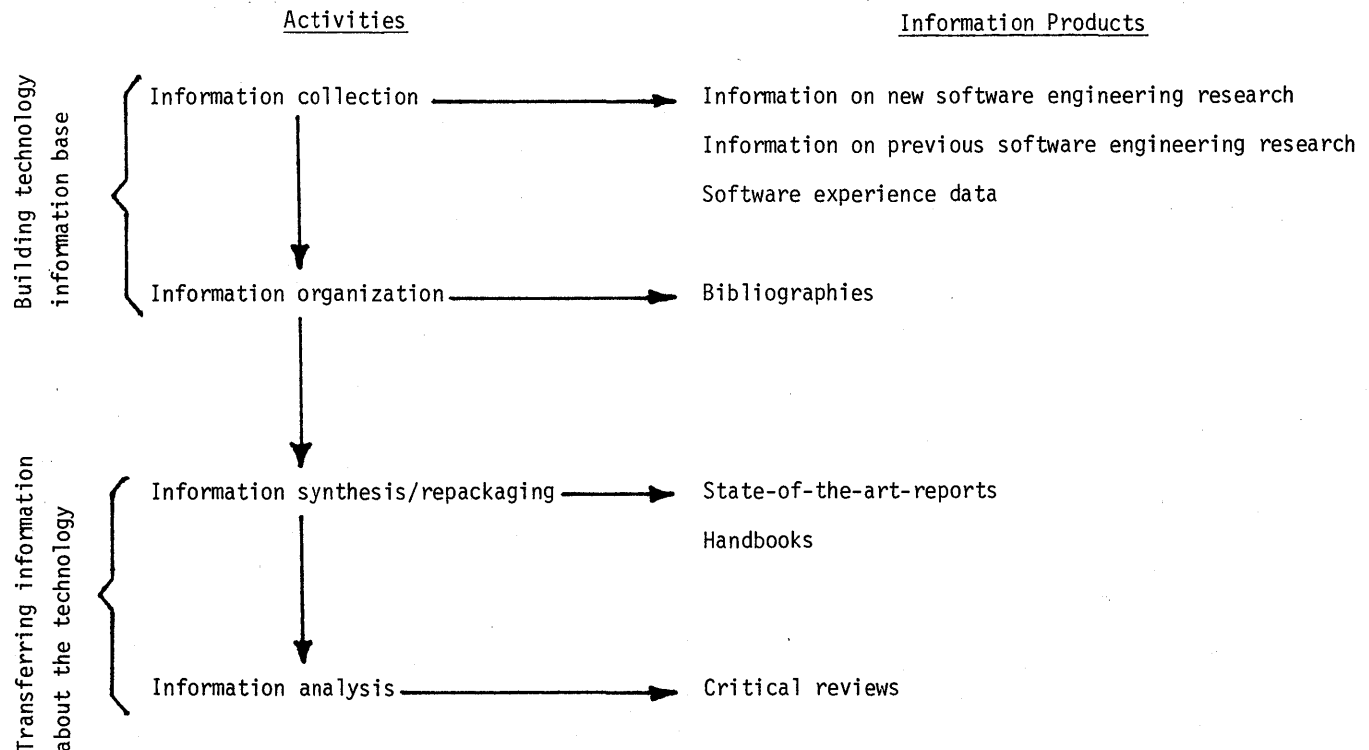 Activities
Information Products
Building technology
information base
Information collection
Information on new software engineering research
Information on previous software engineering research
Software experience data
Information organization
Bibliographies
Transferring information
about the technology
Information synthesis/repackaging
State-of-the-art-reports
Handbooks
Information analysis
Critical reviews